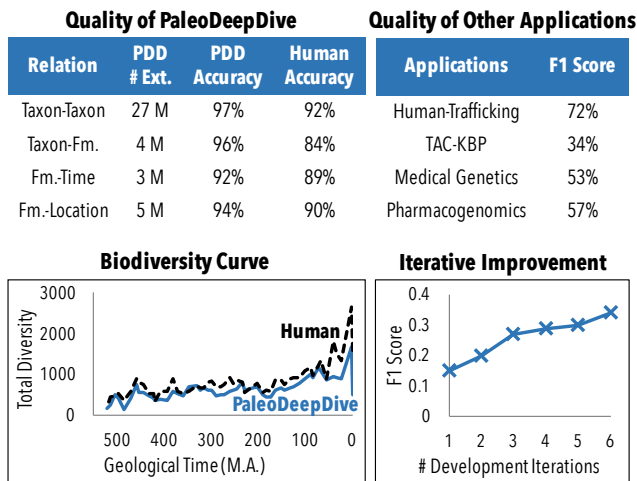 Quality of PaleoDeepDive
Relation PDD # Ext. PDD Accuracy Human Accuracy
Taxon-Taxon 27 M 97% 92%
Taxon-Fm. 4 M 96% 84%
Fm.-Time 3 M 92% 89%
Fm.-Location 5 M 94% 90%
Quality of Other Applications
Applications F1 Score
Human-Trafficking 72%
TAC-KBP 34%
Medical Genetics 53%
Pharmacogenomics 57%
Biodiversity Curve
Total Diversity
3000
2000
1000
0
Human
PaleoDeepDive
500 400 300 200 100 0
Geological Time (M.A.)
Iterative Improvement
F1 Score
0.4
0.3
0.2
0.1
0
1 2 3 4 5 6
# Development Iterations